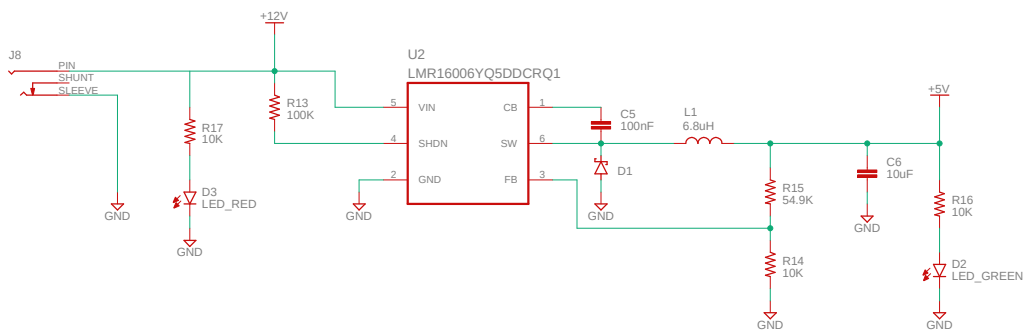 +12V
J8
PIN
SHUNT
SLEEVE
GND
R17
10K
D3
LED_RED
GND
R13
100K
U2
LMR16006YQ5DDCRQ1
5 VIN
4 SHDN
2 GND
CB 1
SW 6
FB 3
GND
C5
100nF
D1
GND
L1
6.8uH
R15
54.9K
R14
10K
GND
C6
10uF
GND
+5V
R16
10K
D2
LED_GREEN
GND